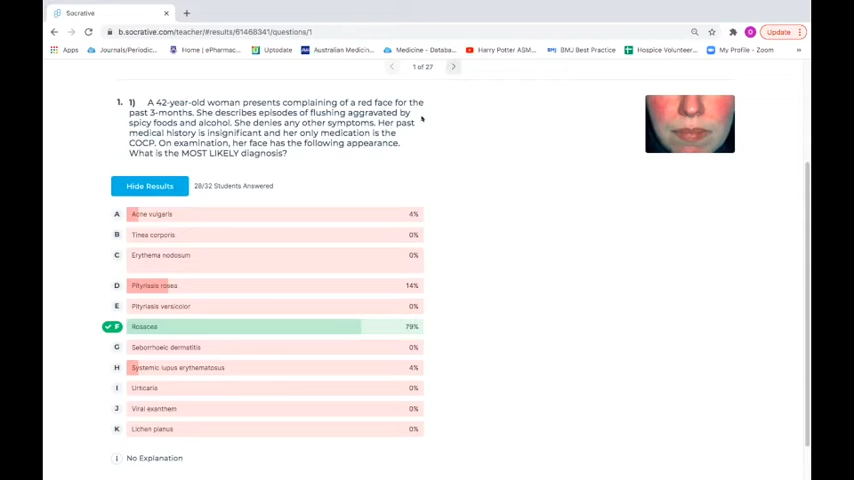 Socrative
b.socrative.com/teacher/#results/61468341/questions/1
Update
Apps
Journals/Periodic...
Home | ePharmac...
Uptodate
Australian Medicin...
Medicine - Databa...
Harry Potter ASM...
BMJ Best Practice
Hospice Volunteer...
My Profile - Zoom
»
1 of 27
1. 1) A 42-year-old woman presents complaining of a red face for the
past 3-months. She describes episodes of flushing aggravated by
spicy foods and alcohol. She denies any other symptoms. Her past
medical history is insignificant and her only medication is the
COCP. On examination, her face has the following appearance.
What is the MOST LIKELY diagnosis?
Hide Results 28/32 Students Answered
A Acne vulgaris 4%
B Tinea corporis 0%
C Erythema nodosum 0%
D Pityriasis rosea 14%
E Pityriasis versicolor 0%
F Rosacea 79%
G Seborrhoeic dermatitis 0%
H Systemic lupus erythematosus 4%
I Urticaria 0%
J Viral exanthem 0%
K Lichen planus 0%
i No Explanation